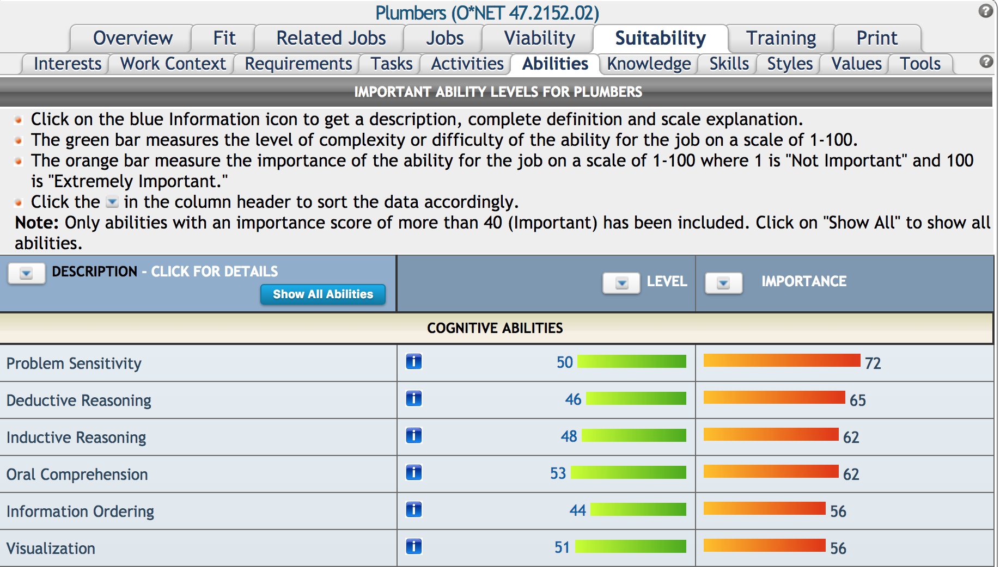 Plumbers (O*NET 47.2152.02)
?
Overview Fit Related Jobs Jobs Viability Suitability Training Print
Interests Work Context Requirements Tasks Activities Abilities Knowledge Skills Styles Values Tools ?
IMPORTANT ABILITY LEVELS FOR PLUMBERS
Click on the blue Information icon to get a description, complete definition and scale explanation.
The green bar measures the level of complexity or difficulty of the ability for the job on a scale of 1-100.
The orange bar measure the importance of the ability for the job on a scale of 1-100 where 1 is "Not Important" and 100
is "Extremely Important."
Click the in the column header to sort the data accordingly.
Note: Only abilities with an importance score of more than 40 (Important) has been included. Click on "Show All" to show all
abilities.
DESCRIPTION - CLICK FOR DETAILS
Show All Abilities
LEVEL
IMPORTANCE
COGNITIVE ABILITIES
Problem Sensitivity i 50 72
Deductive Reasoning i 46 65
Inductive Reasoning i 48 62
Oral Comprehension i 53 62
Information Ordering i 44 56
Visualization i 51 56